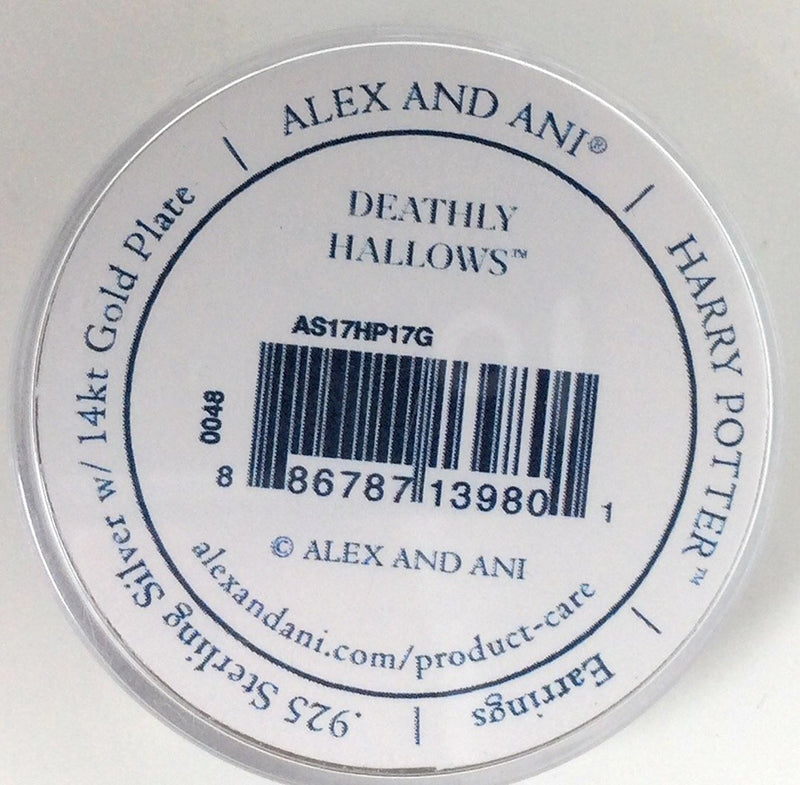 ALEX AND ANI®
HARRY POTTER™
Earrings
.925 Sterling Silver w/ 14kt Gold Plate
DEATHLY
HALLOWS™
AS17HP17G
0048
8 86787 13980 1
© ALEX AND ANI
alexandani.com/product-care